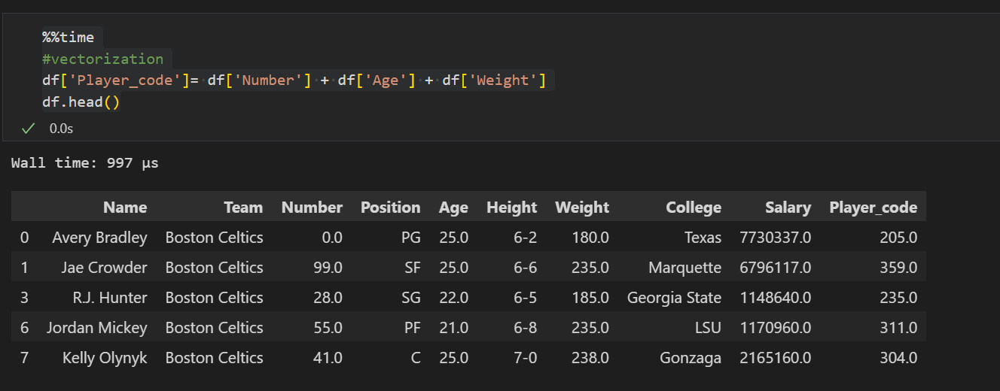 %%time
#vectorization
df['Player_code']= df['Number'] + df['Age'] + df['Weight']
df.head()
0.0s
Wall time: 997 µs
Name Team Number Position Age Height Weight College Salary Player_code
0 Avery Bradley Boston Celtics 0.0 PG 25.0 6-2 180.0 Texas 7730337.0 205.0
1 Jae Crowder Boston Celtics 99.0 SF 25.0 6-6 235.0 Marquette 6796117.0 359.0
3 R.J. Hunter Boston Celtics 28.0 SG 22.0 6-5 185.0 Georgia State 1148640.0 235.0
6 Jordan Mickey Boston Celtics 55.0 PF 21.0 6-8 235.0 LSU 1170960.0 311.0
7 Kelly Olynyk Boston Celtics 41.0 C 25.0 7-0 238.0 Gonzaga 2165160.0 304.0